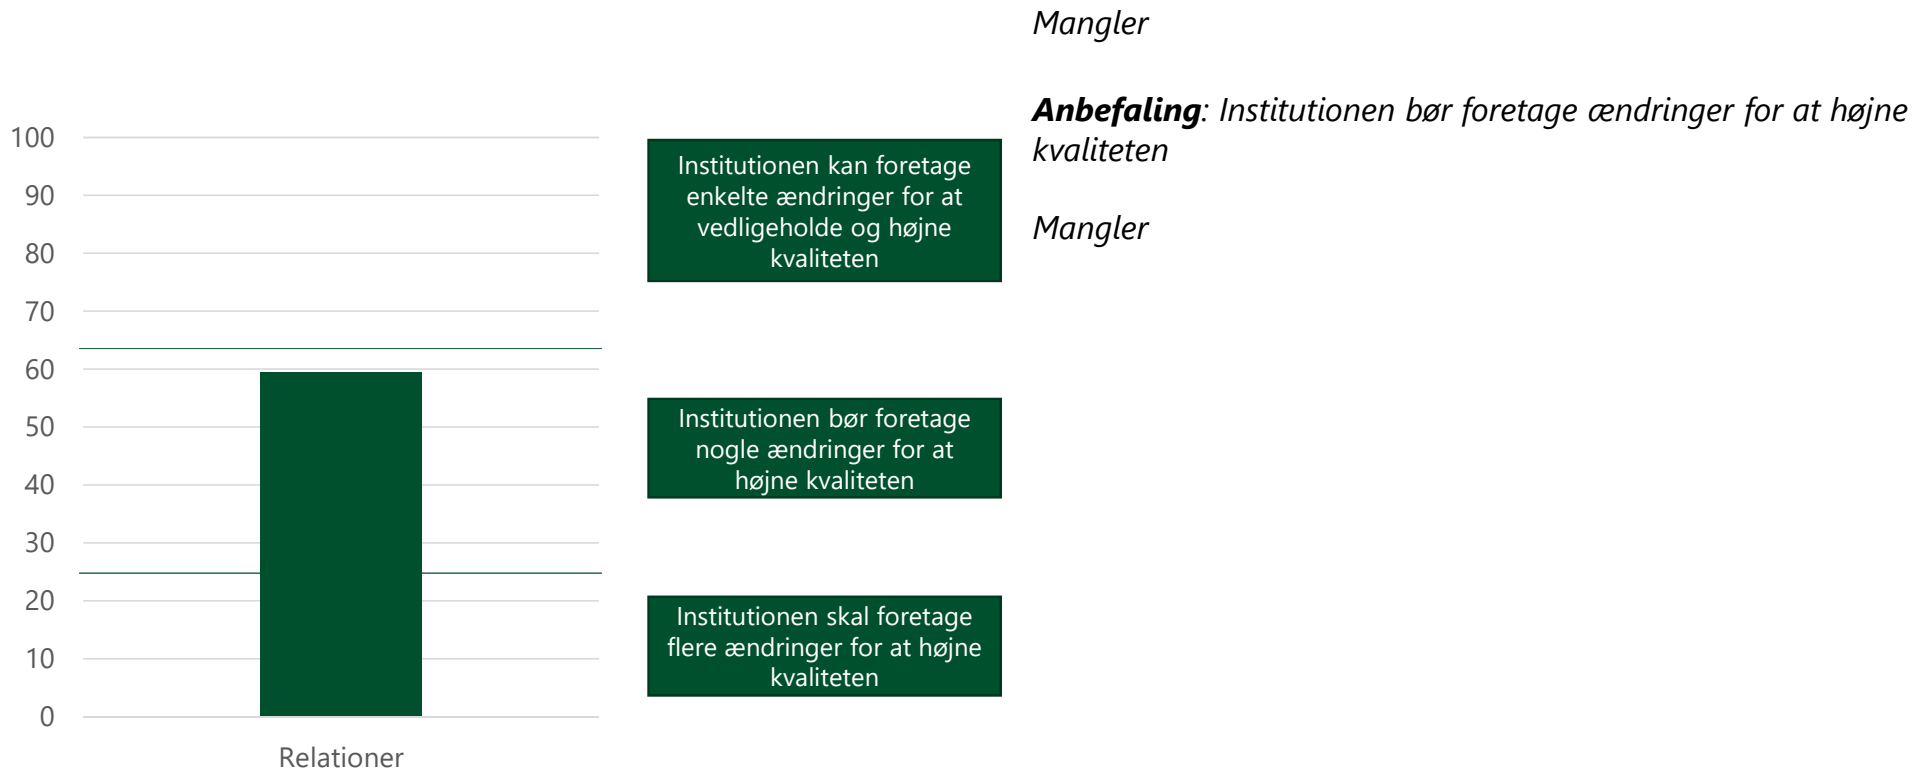 100
90
80
70
60
50
40
30
20
10
0
Relationer
Institutionen kan foretage
enkelte ændringer for at
vedligeholde og højne
kvaliteten
Institutionen bør foretage
nogle ændringer for at
højne kvaliteten
Institutionen skal foretage
flere ændringer for at højne
kvaliteten
Mangler
Anbefaling: Institutionen bør foretage ændringer for at højne
kvaliteten
Mangler